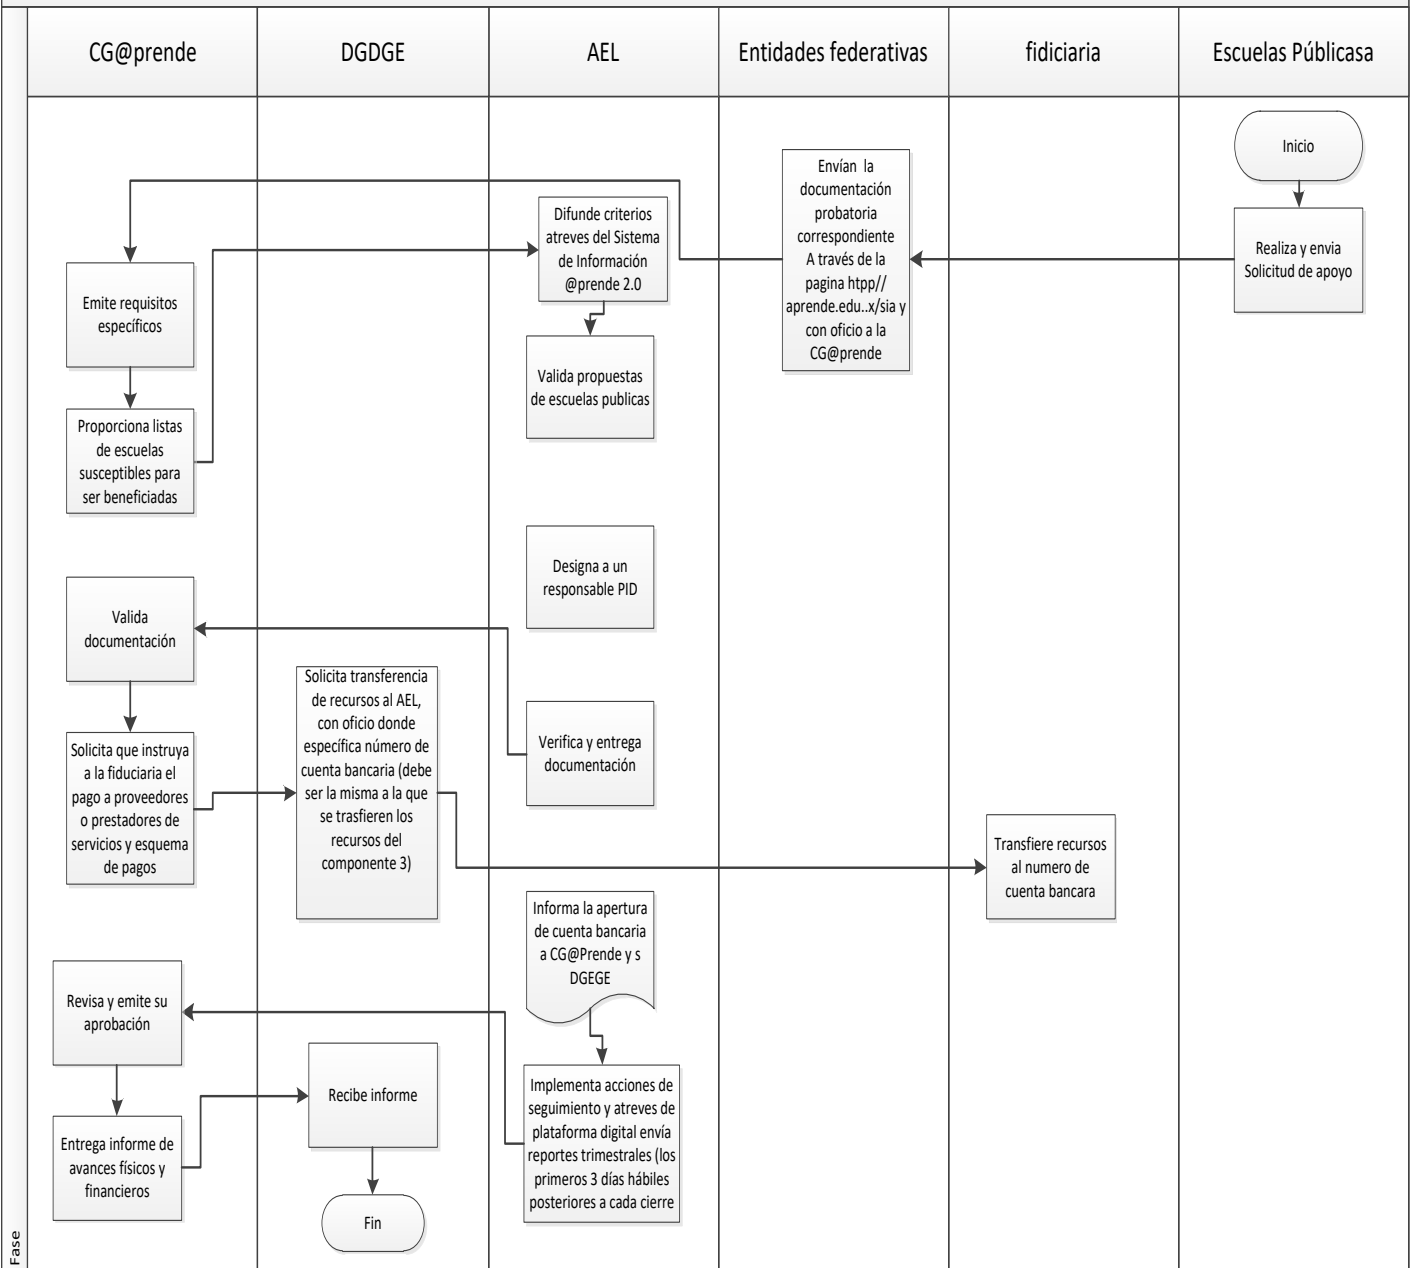 CG@prende
DGDGE
AEL
Entidades federativas
fidiciaria
Escuelas Públicasa
Inicio
Realiza y envia
Solicitud de apoyo
Envían la
documentación
probatoria
correspondiente
A través de la
pagina htpp//
aprende.edu..x/sia y
con oficio a la
CG@prende
Emite requisitos
específicos
Proporciona listas
de escuelas
susceptibles para
ser beneficiadas
Difunde criterios
atreves del Sistema
de Información
@prende 2.0
Valida propuestas
de escuelas publicas
Designa a un
responsable PID
Verifica y entrega
documentación
Valida
documentación
Solicita que instruya
a la fiduciaria el
pago a proveedores
o prestadores de
servicios y esquema
de pagos
Solicita transferencia
de recursos al AEL,
con oficio donde
específica número de
cuenta bancaria (debe
ser la misma a la que
se trasfieren los
recursos del
componente 3)
Transfiere recursos
al numero de
cuenta bancara
Informa la apertura
de cuenta bancaria
a CG@Prende y s
DGEGE
Implementa acciones de
seguimiento y atreves de
plataforma digital envía
reportes trimestrales (los
primeros 3 días hábiles
posteriores a cada cierre
Revisa y emite su
aprobación
Entrega informe de
avances físicos y
financieros
Recibe informe
Fin
Fase